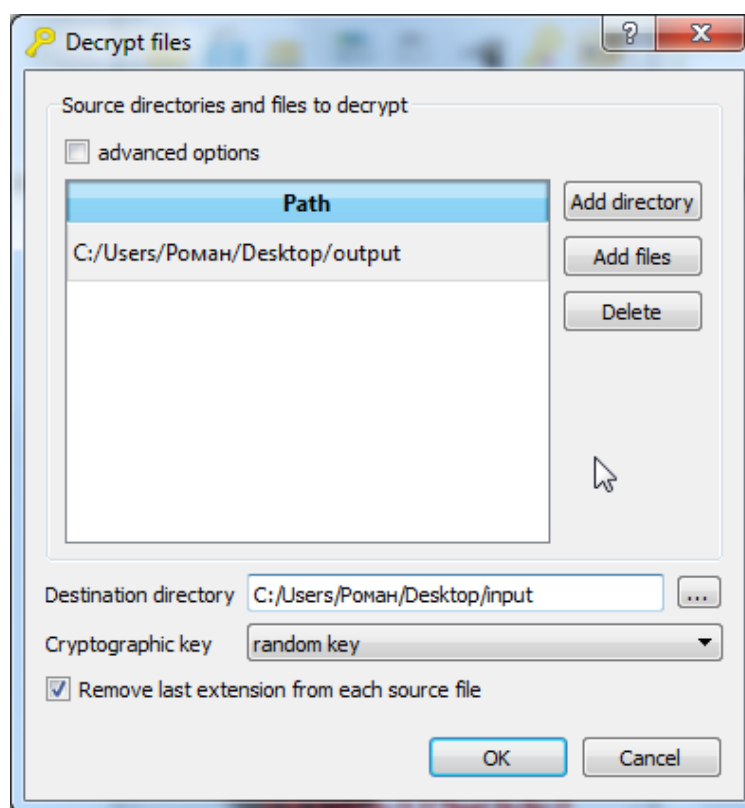 Decrypt files
Source directories and files to decrypt
advanced options
Path
Add directory
C:/Users/Роман/Desktop/output
Add files
Delete
Destination directory C:/Users/Роман/Desktop/input ...
Cryptographic key random key
Remove last extension from each source file
OK Cancel